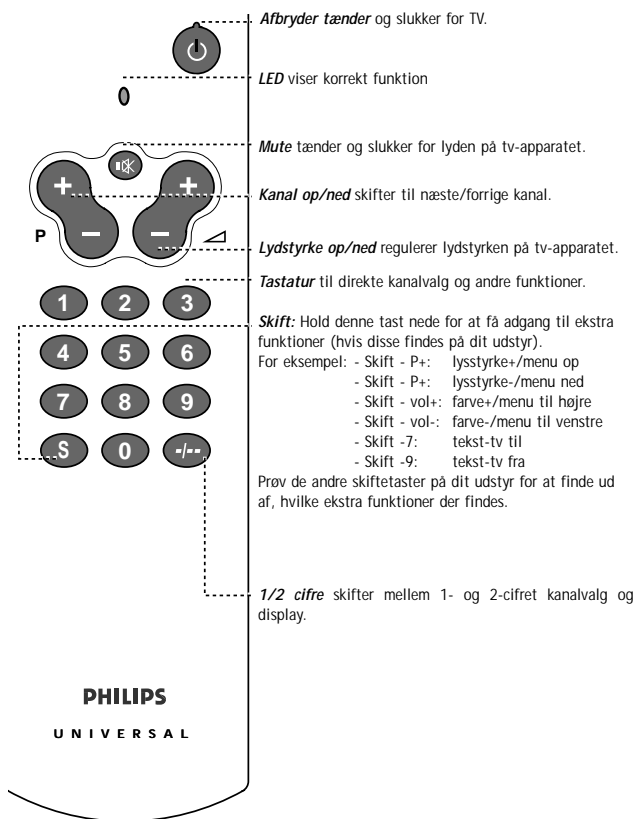 Afbryder tænder og slukker for TV.
LED viser korrekt funktion
Mute tænder og slukker for lyden på tv-apparatet.
+ +
Kanal op/ned skifter til næste/forrige kanal.
P − −
Lydstyrke op/ned regulerer lydstyrken på tv-apparatet.
Tastatur til direkte kanalvalg og andre funktioner.
1 2 3
4 5 6
7 8 9
S 0 -/--
Skift: Hold denne tast nede for at få adgang til ekstra
funktioner (hvis disse findes på dit udstyr).
For eksempel: - Skift - P+: lysstyrke+/menu op
- Skift - P+: lysstyrke-/menu ned
- Skift - vol+: farve+/menu til højre
- Skift - vol-: farve-/menu til venstre
- Skift -7: tekst-tv til
- Skift -9: tekst-tv fra
Prøv de andre skiftetaster på dit udstyr for at finde ud
af, hvilke ekstra funktioner der findes.
1/2 cifre skifter mellem 1- og 2-cifret kanalvalg og
display.
PHILIPS
UNIVERSAL